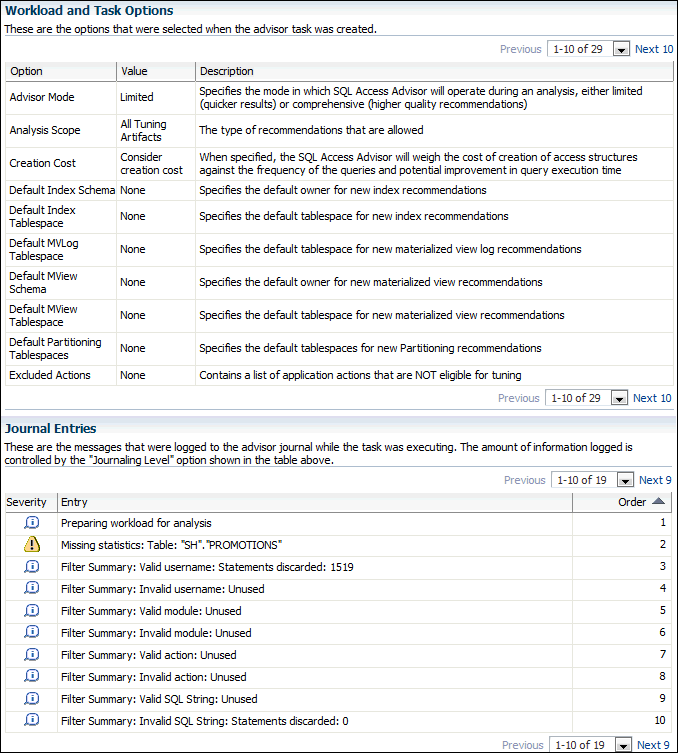 Workload and Task Options
These are the options that were selected when the advisor task was created.
Previous 1-10 of 29 Next 10
Option Value Description
Advisor Mode Limited Specifies the mode in which SQL Access Advisor will operate during an analysis, either limited
(quicker results) or comprehensive (higher quality recommendations)
Analysis Scope All Tuning
Artifacts The type of recommendations that are allowed
Creation Cost Consider
creation cost When specified, the SQL Access Advisor will weigh the cost of creation of access structures
against the frequency of the queries and potential improvement in query execution time
Default Index Schema None Specifies the default owner for new index recommendations
Default Index
Tablespace None Specifies the default tablespace for new index recommendations
Default MVLog
Tablespace None Specifies the default tablespace for new materialized view log recommendations
Default MView
Schema None Specifies the default owner for new materialized view recommendations
Default MView
Tablespace None Specifies the default tablespace for new materialized view recommendations
Default Partitioning
Tablespaces None Specifies the default tablespaces for new Partitioning recommendations
Excluded Actions None Contains a list of application actions that are NOT eligible for tuning
Previous 1-10 of 29 Next 10
Journal Entries
These are the messages that were logged to the advisor journal while the task was executing. The amount of information logged is
controlled by the "Journaling Level" option shown in the table above.
Previous 1-10 of 19 Next 9
Severity Entry Order
Preparing workload for analysis 1
Missing statistics: Table: "SH"."PROMOTIONS" 2
Filter Summary: Valid username: Statements discarded: 1519 3
Filter Summary: Invalid username: Unused 4
Filter Summary: Valid module: Unused 5
Filter Summary: Invalid module: Unused 6
Filter Summary: Valid action: Unused 7
Filter Summary: Invalid action: Unused 8
Filter Summary: Valid SQL String: Unused 9
Filter Summary: Invalid SQL String: Statements discarded: 0 10
Previous 1-10 of 19 Next 9